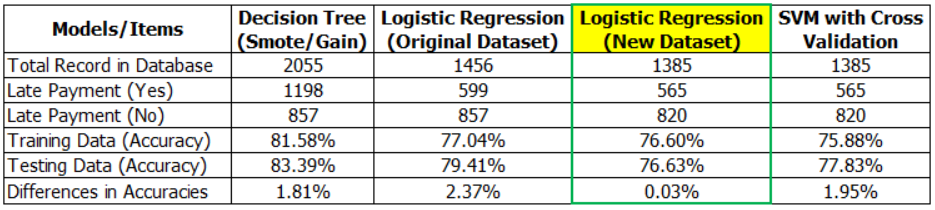 Models/Items Decision Tree (Smote/Gain) Logistic Regression (Original Dataset) Logistic Regression (New Dataset) SVM with Cross Validation
Total Record in Database 2055 1456 1385 1385
Late Payment (Yes) 1198 599 565 565
Late Payment (No) 857 857 820 820
Training Data (Accuracy) 81.58% 77.04% 76.60% 75.88%
Testing Data (Accuracy) 83.39% 79.41% 76.63% 77.83%
Differences in Accuracies 1.81% 2.37% 0.03% 1.95%